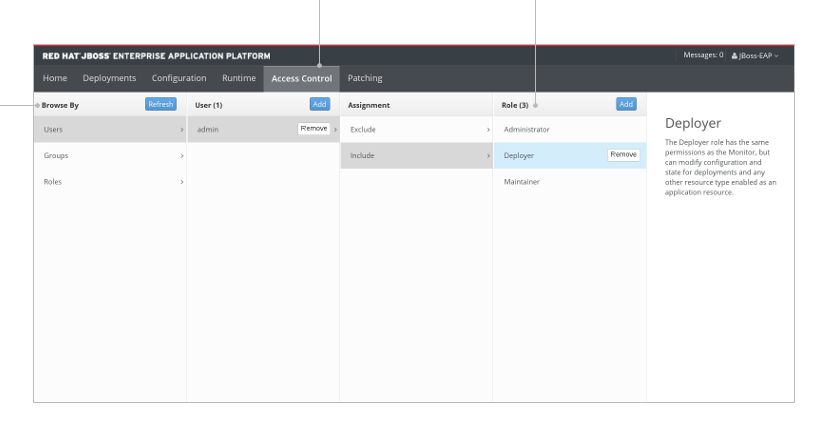 RED HAT JBOSS ENTERPRISE APPLICATION PLATFORM
Messages: 0 JBoss-EAP
Home Deployments Configuration Runtime Access Control Patching
Browse By Refresh User (1) Add Assignment Role (3) Add
Users admin Remove Exclude Administrator
Groups Include Deployer Remove
Roles Maintainer
Deployer
The Deployer role has the same
permissions as the Monitor, but
can modify configuration and
state for deployments and any
other resource type enabled as an
application resource.